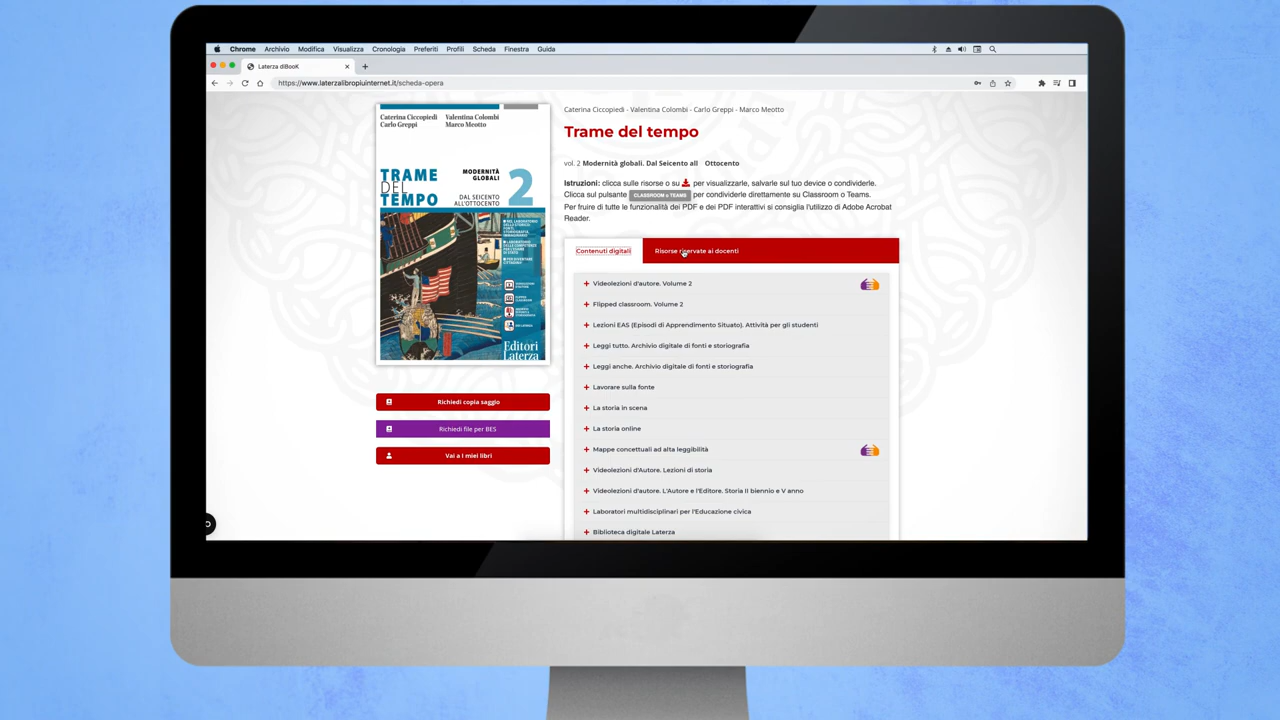 Chrome Archivio Modifica Visualizza Cronologia Preferiti Profili Scheda Finestra Guida
Laterza diBooK
https://www.laterzalibropiuinternet.it/scheda-opera
Caterina Ciccopiedi Valentina Colombi
Carlo Greppi Marco Meotto
TRAME
DEL
TEMPO
MODERNITÀ
GLOBALI
2
DAL SEICENTO
ALL'OTTOCENTO
Editori
Laterza
Richiedi copia saggio
Richiedi file per BES
Vai a I miei libri
Caterina Ciccopiedi - Valentina Colombi - Carlo Greppi - Marco Meotto
Trame del tempo
vol. 2 Modernità globali. Dal Seicento all Ottocento
Istruzioni: clicca sulle risorse o su per visualizzarle, salvarle sul tuo device o condividerle.
Clicca sul pulsante CLASSROOM o TEAMS per condividerle direttamente su Classroom o Teams.
Per fruire di tutte le funzionalità dei PDF e dei PDF interattivi si consiglia l'utilizzo di Adobe Acrobat
Reader.
Contenuti digitali Risorse riservate ai docenti
+ Videolezioni d'autore. Volume 2
+ Flipped classroom. Volume 2
+ Lezioni EAS (Episodi di Apprendimento Situato). Attività per gli studenti
+ Leggi tutto. Archivio digitale di fonti e storiografia
+ Leggi anche. Archivio digitale di fonti e storiografia
+ Lavorare sulla fonte
+ La storia in scena
+ La storia online
+ Mappe concettuali ad alta leggibilità
+ Videolezioni d'Autore. Lezioni di storia
+ Videolezioni d'autore. L'Autore e l'Editore. Storia II biennio e V anno
+ Laboratori multidisciplinari per l'Educazione civica
+ Biblioteca digitale Laterza